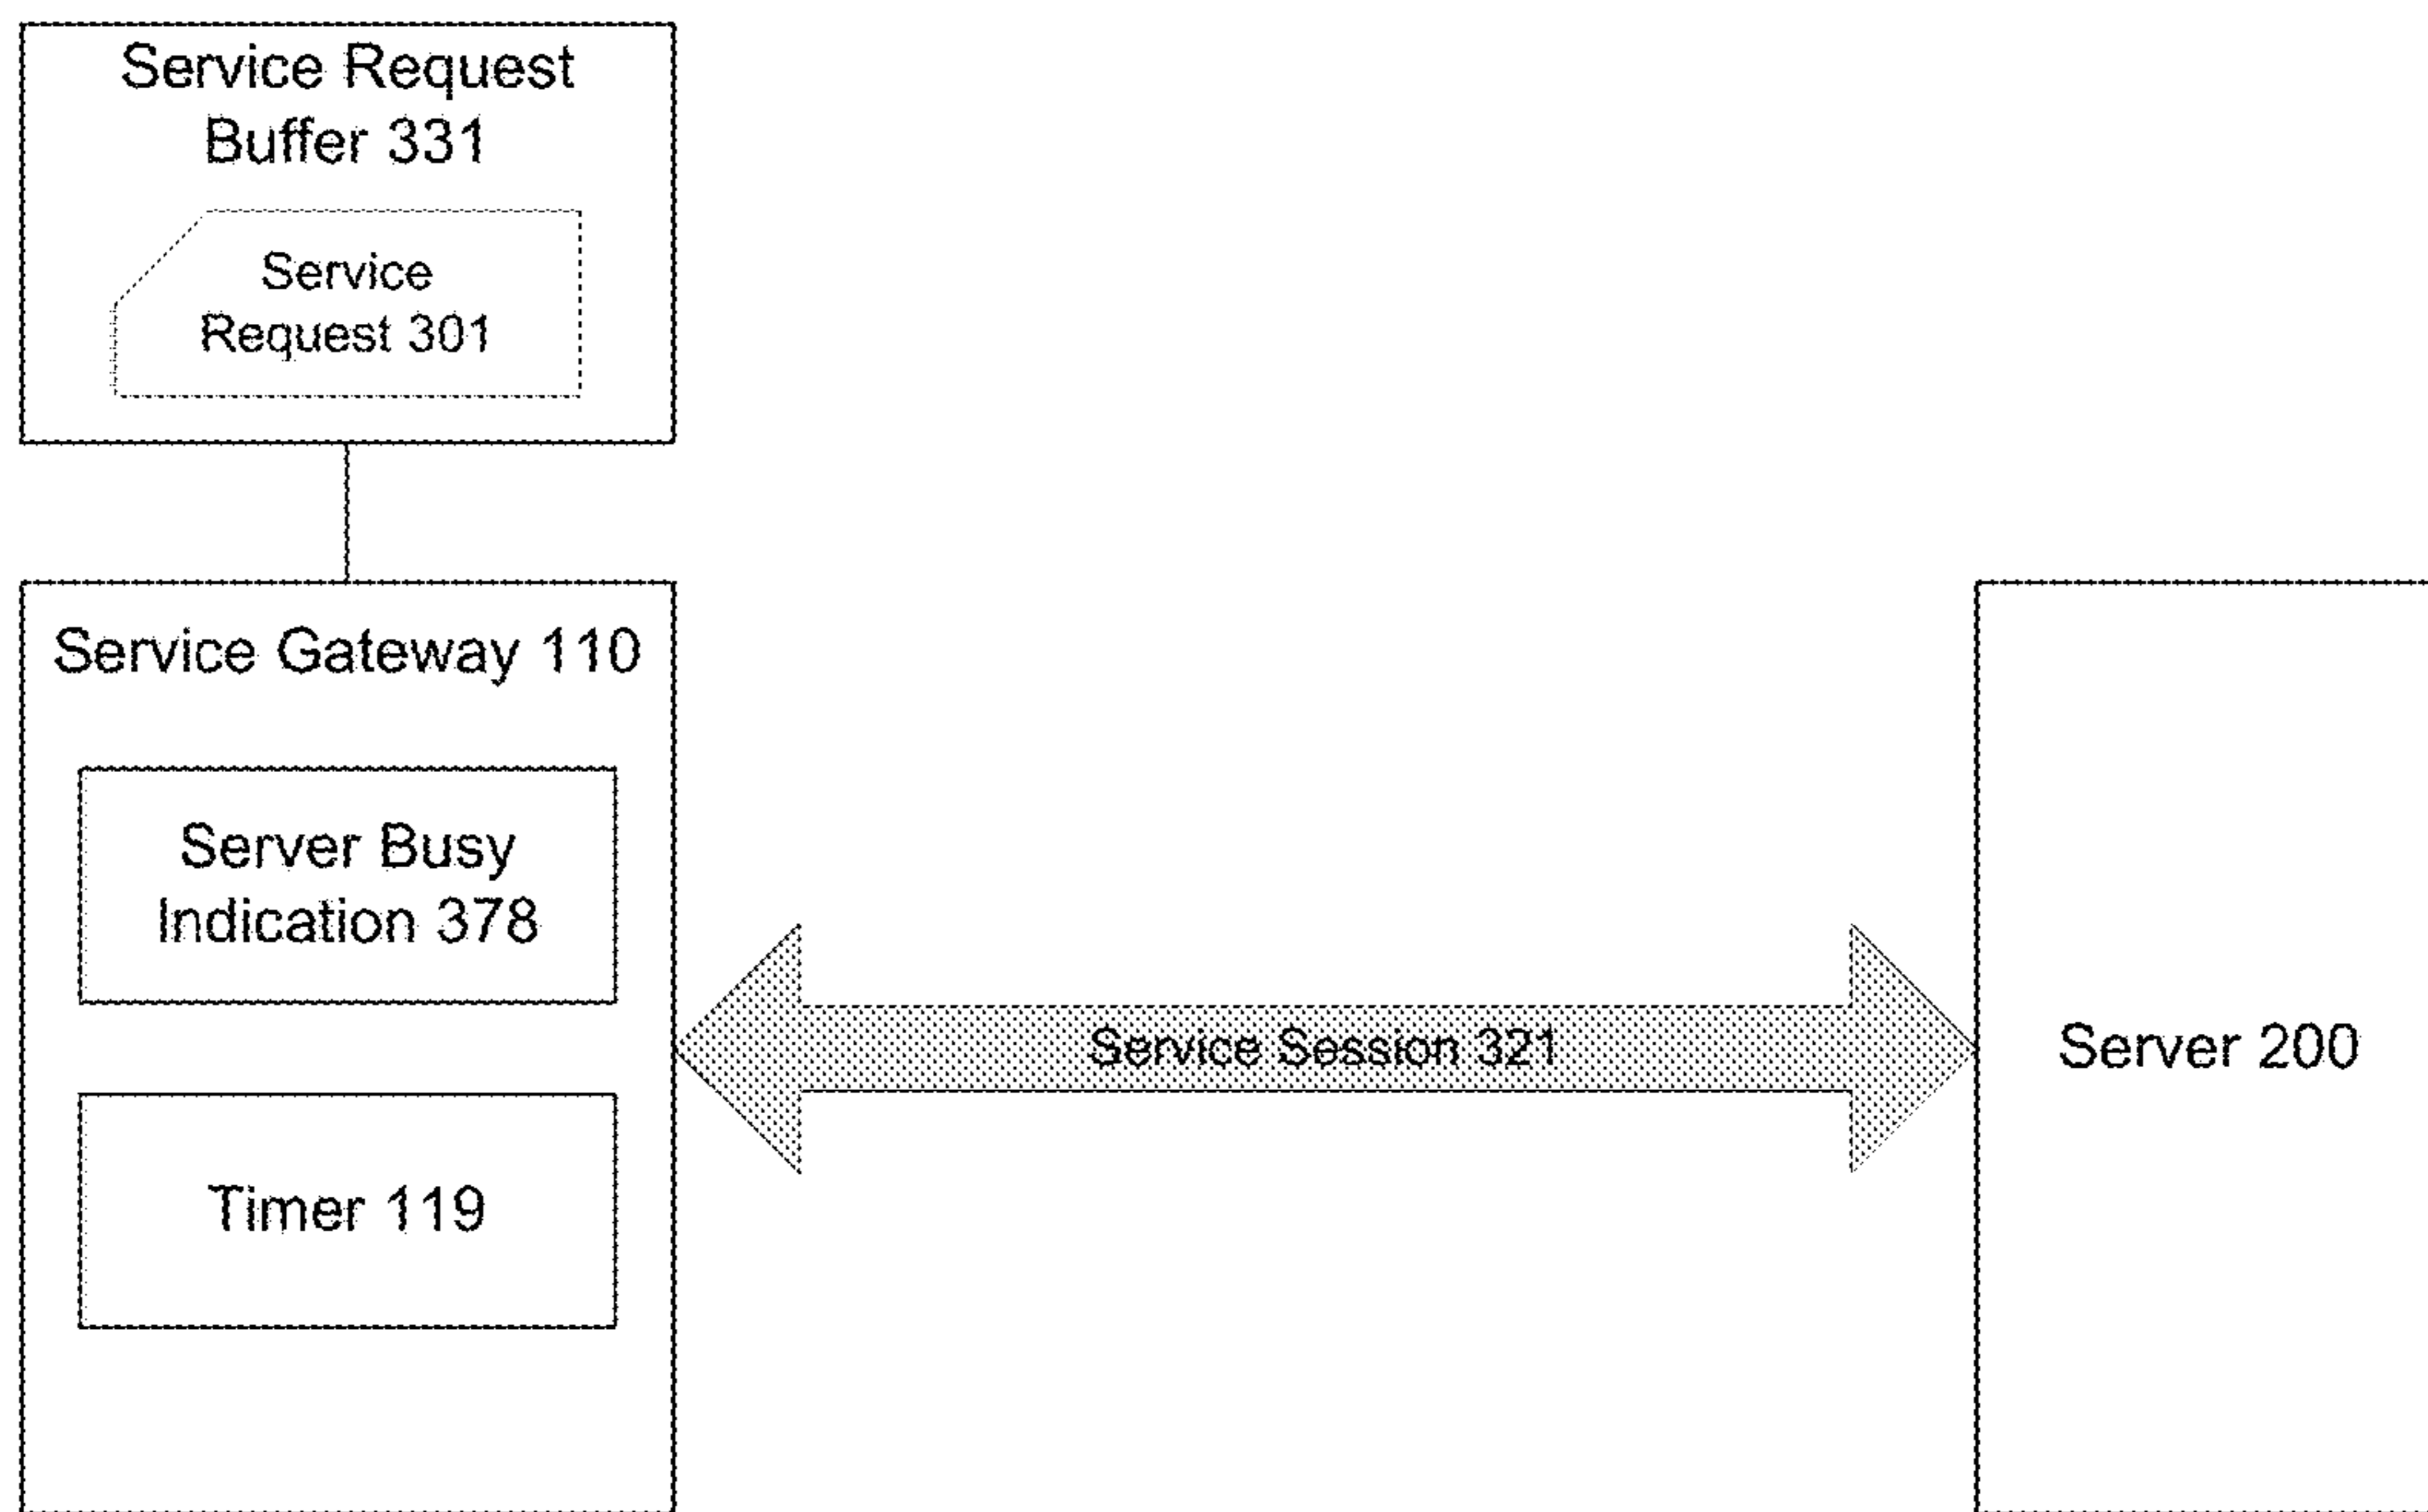 Service Request
Buffer 331
Service
Request 301
Service Gateway 110
Server Busy
Indication 378
Service Session 321
Server 200
Timer 119